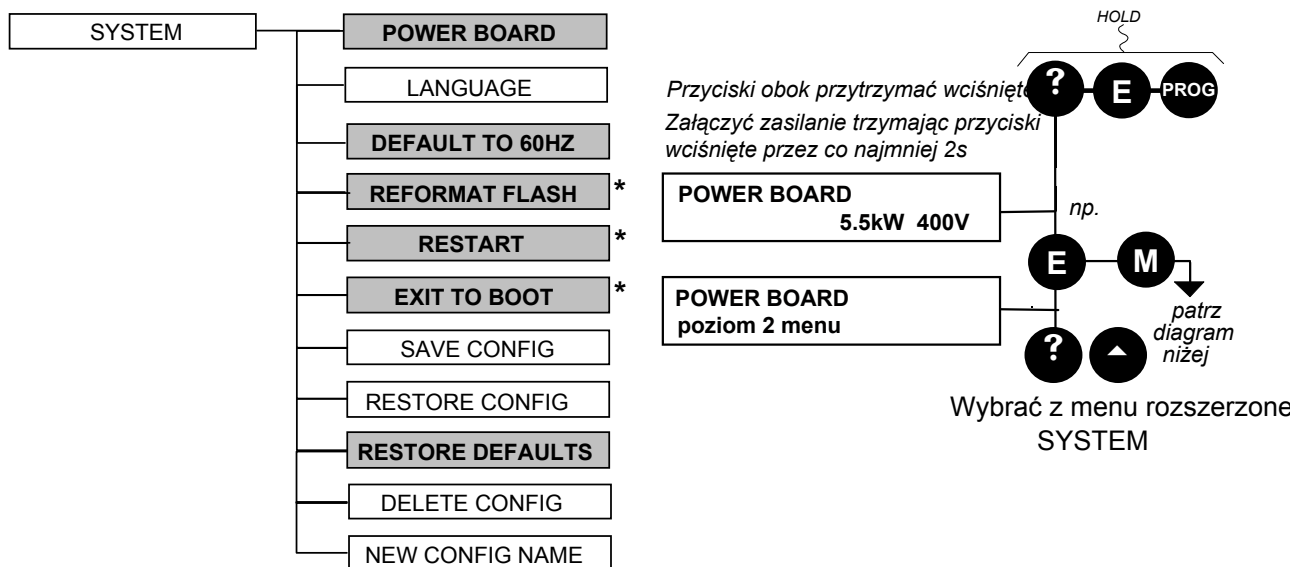 SYSTEM
POWER BOARD
LANGUAGE
DEFAULT TO 60HZ
REFORMAT FLASH *
RESTART *
EXIT TO BOOT *
SAVE CONFIG
RESTORE CONFIG
RESTORE DEFAULTS
DELETE CONFIG
NEW CONFIG NAME
HOLD
Przyciski obok przytrzymać wciśnięte
? E PROG
Załączyć zasilanie trzymając przyciski
wciśnięte przez co najmniej 2s
POWER BOARD
5.5kW 400V
np.
E M
POWER BOARD
poziom 2 menu
patrz
diagram
niżej
?
Wybrać z menu rozszerzone
SYSTEM